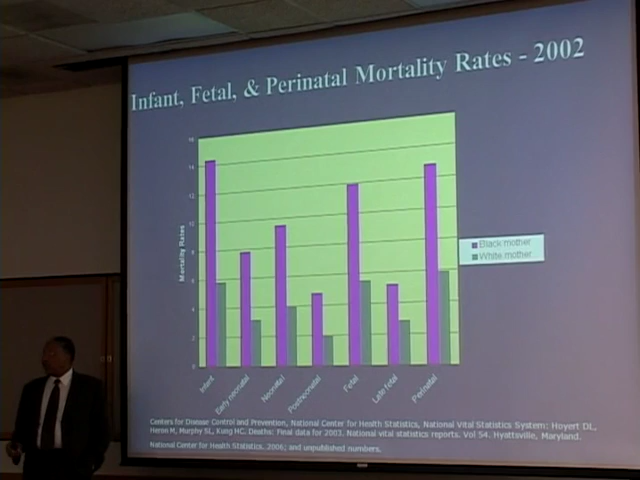 Infant, Fetal, & Perinatal Mortality Rates - 2002
16
14
12
10
8
6
4
2
0
Mortality Rates
Black mother
White mother
Infant
Early neonatal
Neonatal
Postneonatal
Fetal
Late fetal
Perinatal
Centers for Disease Control and Prevention, National Center for Health Statistics, National Vital Statistics System: Hoyert DL,
Heron M, Murphy SL, Kung HC. Deaths: Final data for 2003. National vital statistics reports. Vol 54. Hyattsville, Maryland.
National Center for Health Statistics. 2006; and unpublished numbers.